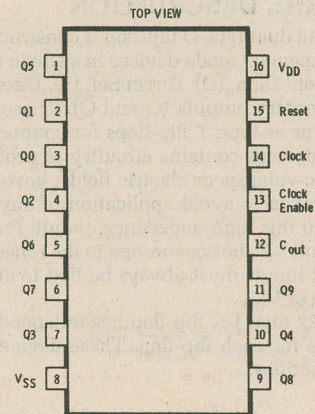 TOP VIEW
Q5 1 16 VDD
Q1 2 15 Reset
Q0 3 14 Clock
Q2 4 13 Clock Enable
Q6 5 12 Cout
Q7 6 11 Q9
Q3 7 10 Q4
VSS 8 9 Q8